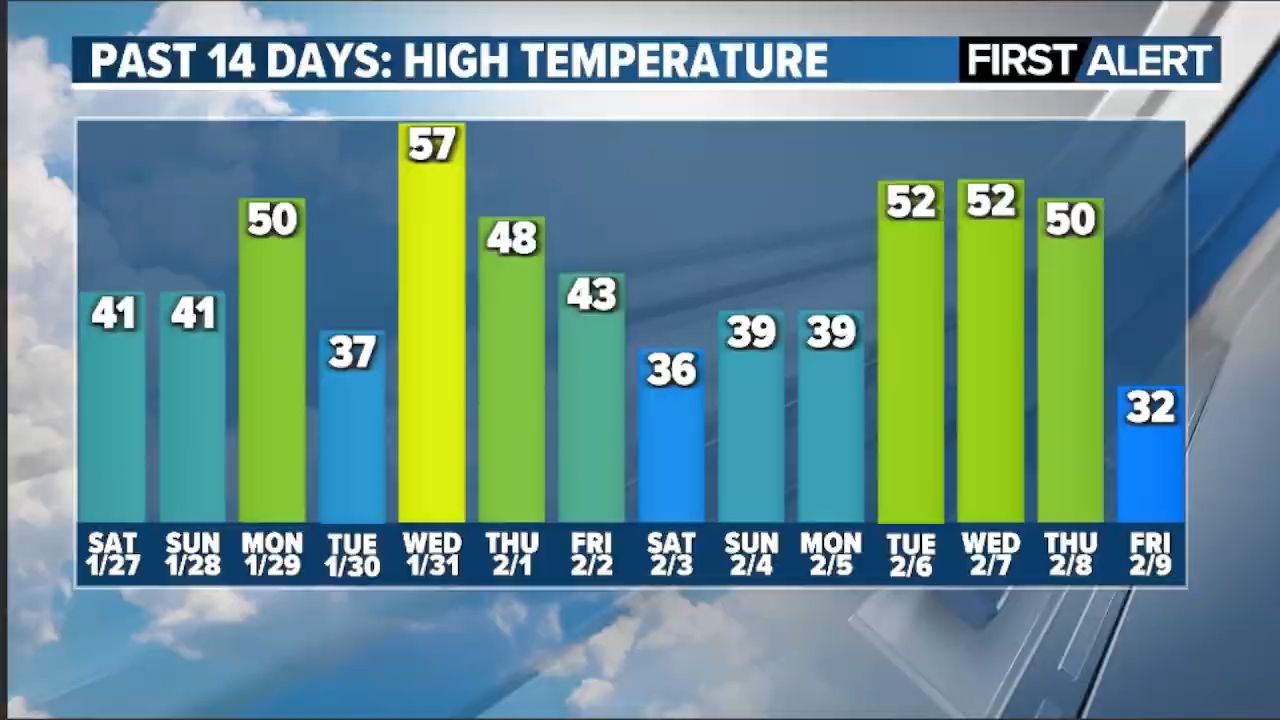 PAST 14 DAYS: HIGH TEMPERATURE FIRST ALERT
41 41 50 37 57 48 43 36 39 39 52 52 50 32
SAT SUN MON TUE WED THU FRI SAT SUN MON TUE WED THU FRI
1/27 1/28 1/29 1/30 1/31 2/1 2/2 2/3 2/4 2/5 2/6 2/7 2/8 2/9